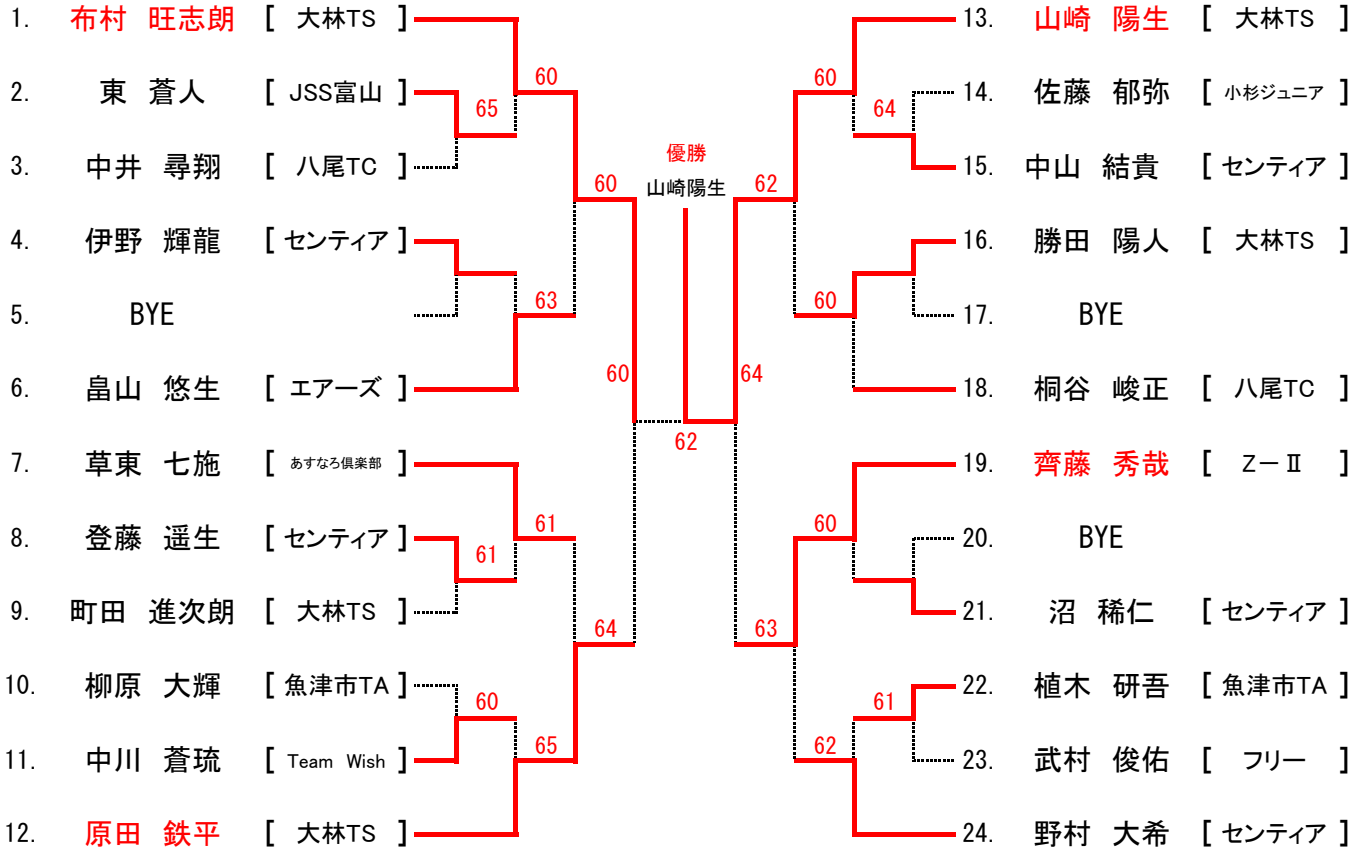 1. 布村 旺志朗 [ 大林TS ]
2. 東 蒼人 [ JSS富山 ]
3. 中井 尋翔 [ 八尾TC ]
4. 伊野 輝龍 [ センティア ]
5. BYE
6. 畠山 悠生 [ エアーズ ]
7. 草東 七施 [ あすなろ倶楽部 ]
8. 登藤 遥生 [ センティア ]
9. 町田 進次朗 [ 大林TS ]
10. 柳原 大輝 [ 魚津市TA ]
11. 中川 蒼琉 [ Team Wish ]
12. 原田 鉄平 [ 大林TS ]
60
65
60
63
60
61
61
64
60
65
優勝
山崎陽生
62
60
64
62
60
64
60
63
61
62
13. 山崎 陽生 [ 大林TS ]
14. 佐藤 郁弥 [ 小杉ジュニア ]
15. 中山 結貴 [ センティア ]
16. 勝田 陽人 [ 大林TS ]
17. BYE
18. 桐谷 峻正 [ 八尾TC ]
19. 齊藤 秀哉 [ Z－Ⅱ ]
20. BYE
21. 沼 稀仁 [ センティア ]
22. 植木 研吾 [ 魚津市TA ]
23. 武村 俊佑 [ フリー ]
24. 野村 大希 [ センティア ]